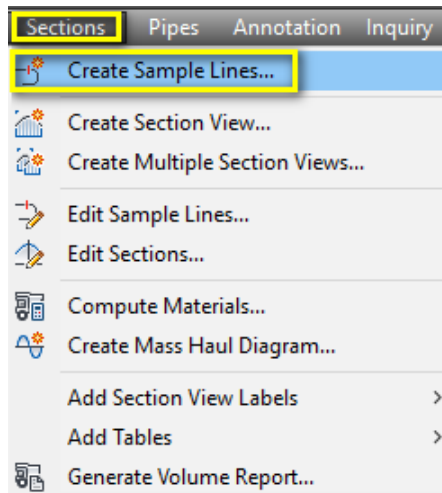 Sections Pipes Annotation Inquiry
Create Sample Lines...
Create Section View...
Create Multiple Section Views...
Edit Sample Lines...
Edit Sections...
Compute Materials...
Create Mass Haul Diagram...
Add Section View Labels
Add Tables
Generate Volume Report...